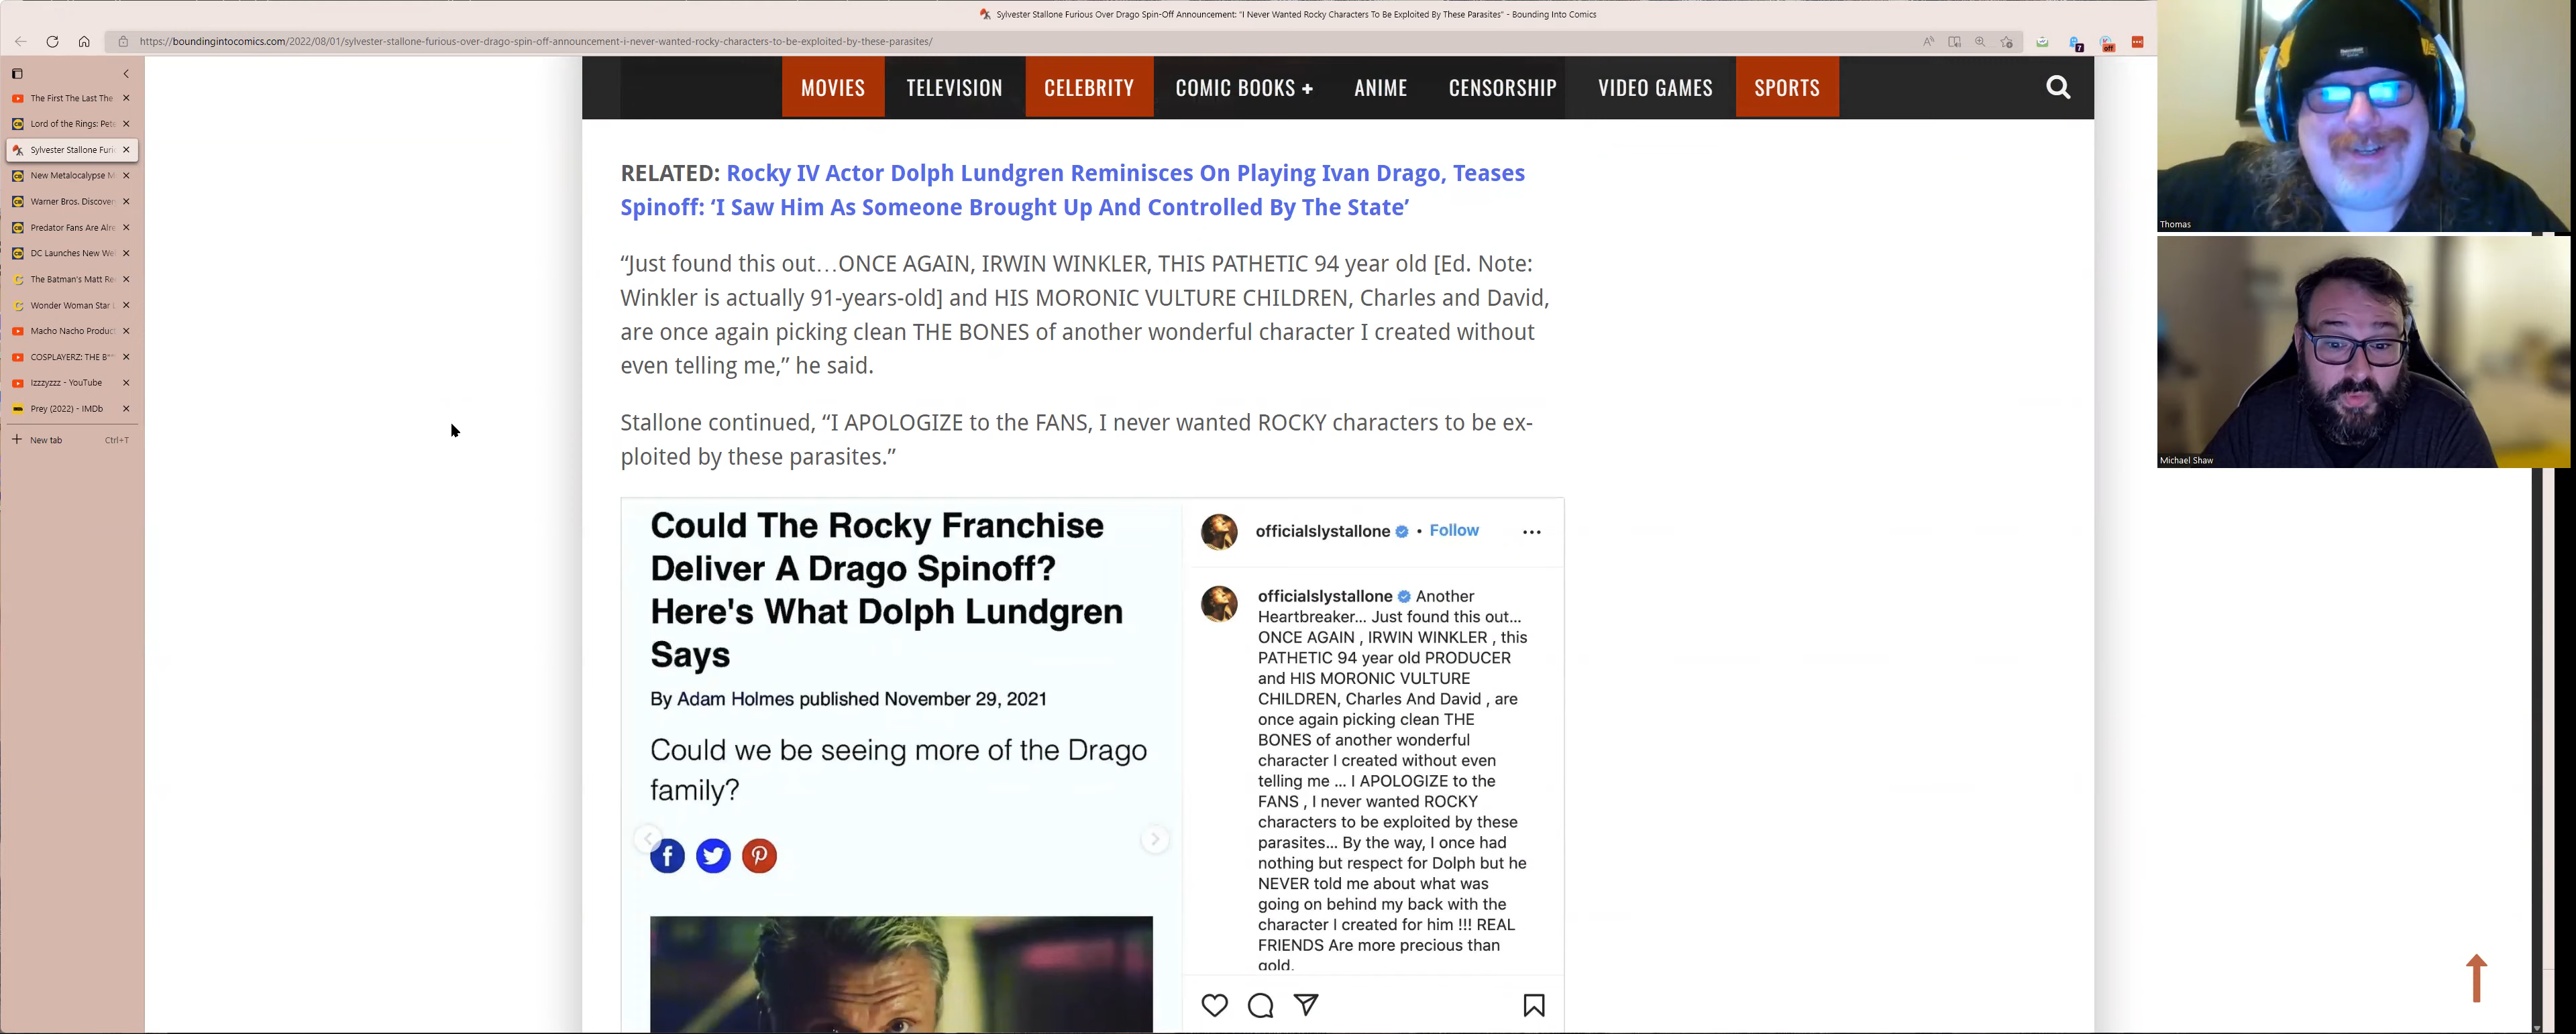 Sylvester Stallone Furious Over Drago Spin-Off Announcement: "I Never Wanted Rocky Characters To Be Exploited By These Parasites" - Bounding Into Comics
https://boundingintocomics.com/2022/08/01/sylvester-stallone-furious-over-drago-spin-off-announcement-i-never-wanted-rocky-characters-to-be-exploited-by-these-parasites/
7
off
The First The Last The
Lord of the Rings: Pete
Sylvester Stallone Furi
New Metalocalypse M
Warner Bros. Discover
Predator Fans Are Alre
DC Launches New We
The Batman's Matt Re
Wonder Woman Star L
Macho Nacho Product
COSPLAYERZ: THE B**
Izzzyzzz - YouTube
Prey (2022) - IMDb
New tab Ctrl+T
MOVIES TELEVISION CELEBRITY COMIC BOOKS + ANIME CENSORSHIP VIDEO GAMES SPORTS
RELATED: Rocky IV Actor Dolph Lundgren Reminisces On Playing Ivan Drago, Teases
Spinoff: ‘I Saw Him As Someone Brought Up And Controlled By The State’
“Just found this out…ONCE AGAIN, IRWIN WINKLER, THIS PATHETIC 94 year old [Ed. Note:
Winkler is actually 91-years-old] and HIS MORONIC VULTURE CHILDREN, Charles and David,
are once again picking clean THE BONES of another wonderful character I created without
even telling me,” he said.
Stallone continued, “I APOLOGIZE to the FANS, I never wanted ROCKY characters to be ex-
ploited by these parasites.”
Could The Rocky Franchise
Deliver A Drago Spinoff?
Here's What Dolph Lundgren
Says
By Adam Holmes published November 29, 2021
Could we be seeing more of the Drago
family?
officialslystallone • Follow
officialslystallone Another
Heartbreaker... Just found this out...
ONCE AGAIN , IRWIN WINKLER , this
PATHETIC 94 year old PRODUCER
and HIS MORONIC VULTURE
CHILDREN, Charles And David , are
once again picking clean THE
BONES of another wonderful
character I created without even
telling me ... I APOLOGIZE to the
FANS , I never wanted ROCKY
characters to be exploited by these
parasites... By the way, I once had
nothing but respect for Dolph but he
NEVER told me about what was
going on behind my back with the
character I created for him !!! REAL
FRIENDS Are more precious than
gold.
Thomas
Michael Shaw